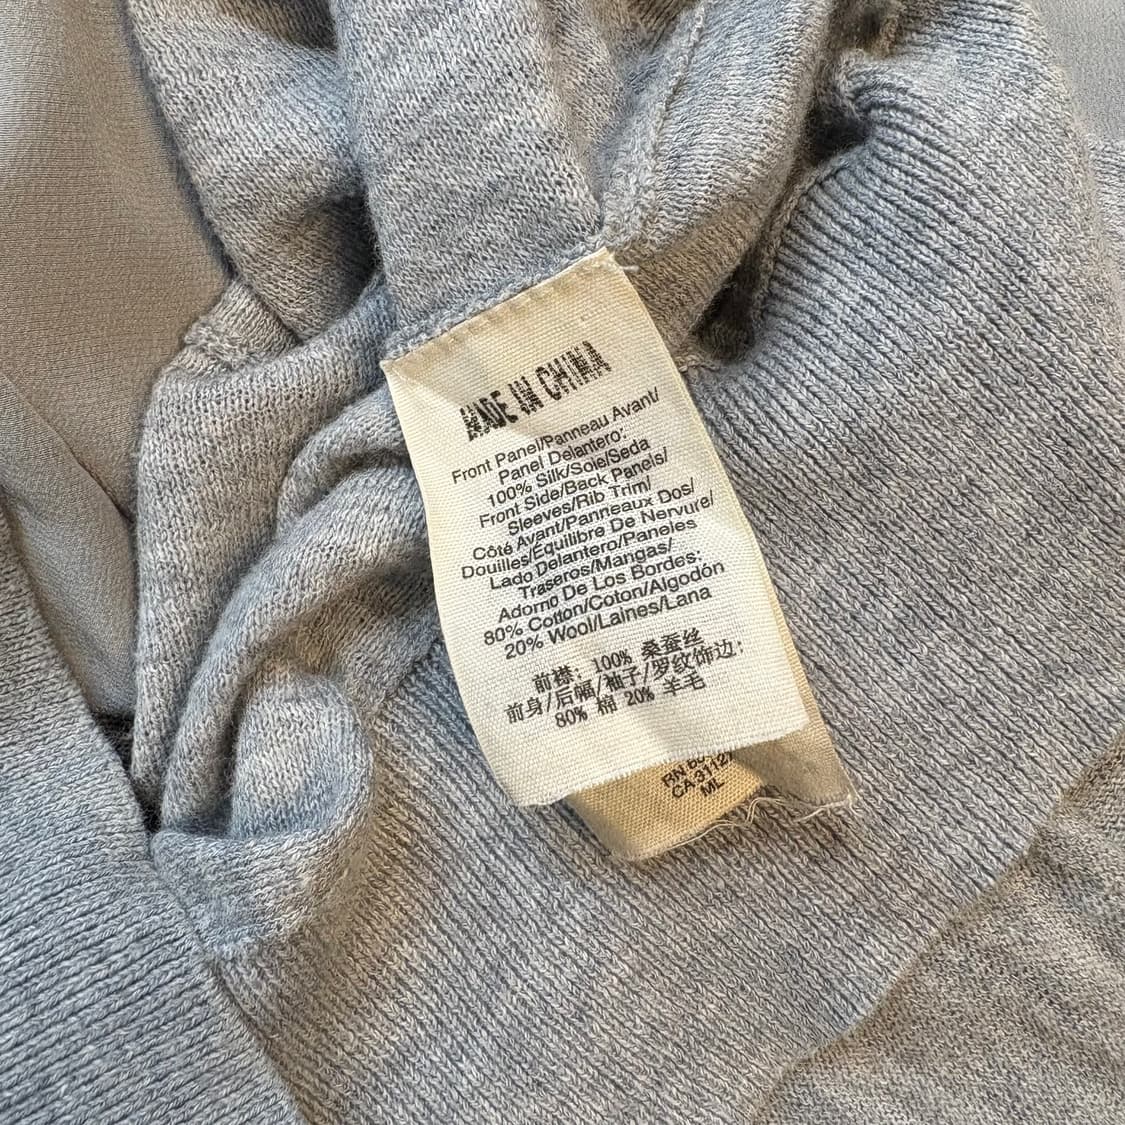 MADE IN CHINA
Front Panel/Panneau Avant/
Panel Delantero:
100% Silk/Soie/Seda
Front Side/Back Panels/
Sleeves/Rib Trim/
Côté Avant/Panneaux Dos/
Douilles/Equilibre De Nervure/
Lado Delantero/Paneles
Traseros/Mangas/
Adorno De Los Bordes:
80% Cotton/Coton/Algodón
20% Wool/Laines/Lana
前襟: 100% 桑蚕丝
前身/后幅/袖子/罗纹饰边:
80% 棉 20% 羊毛
RN
ML